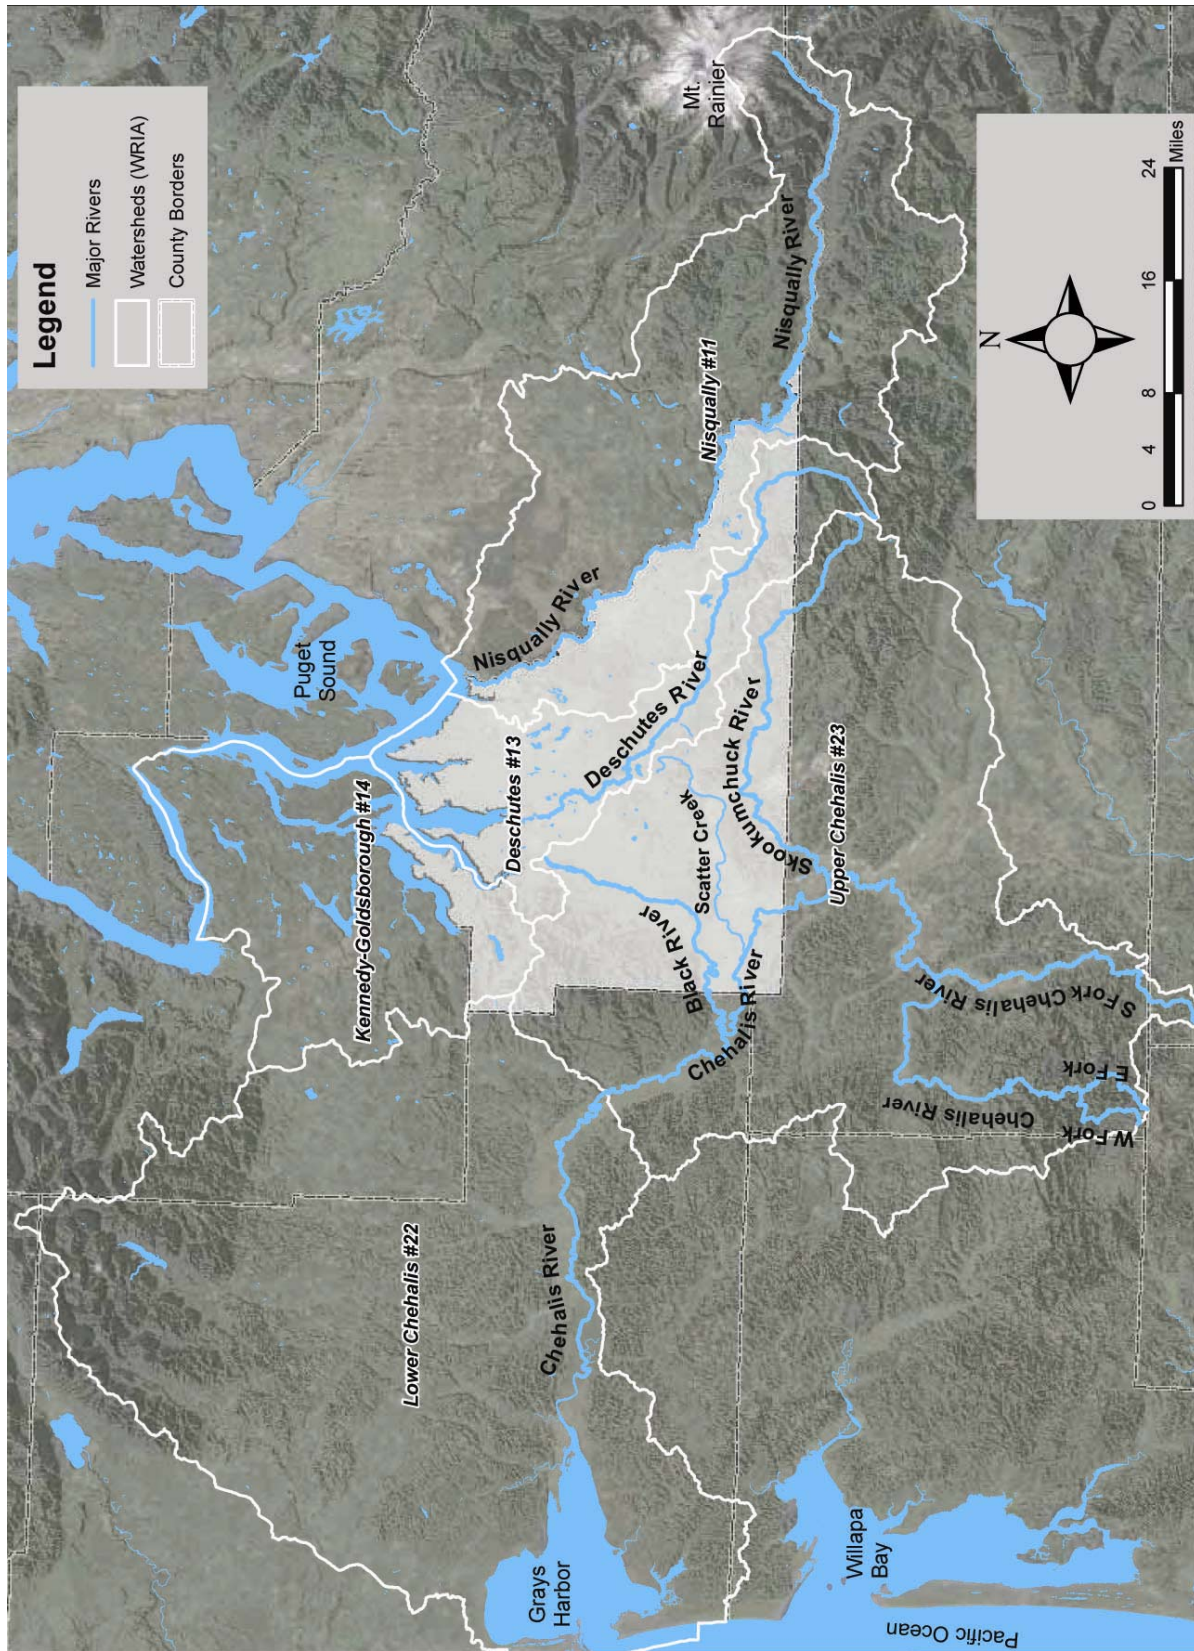 Legend
Major Rivers
Watersheds (WRIA)
County Borders
Mt.
Rainier
Puget
Sound
Nisqually River
Nisqually River
Nisqually #11
Kennedy-Goldsborough #14
Deschutes #13
Deschutes River
Skookumchuck River
Scatter Creek
Black River
Chehalis River
Upper Chehalis #23
S Fork Chehalis River
E Fork
Chehalis River
W Fork
Lower Chehalis #22
Chehalis River
Grays
Harbor
Willapa
Bay
Pacific Ocean
N
0 4 8 16 24
Miles